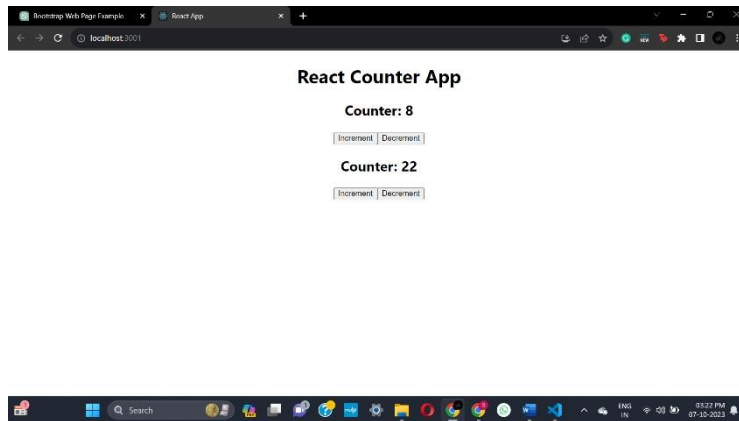 Bootstrap Web Page Example
React App
localhost:3001
NEW
React Counter App
Counter: 8
Increment Decrement
Counter: 22
Increment Decrement
Search
ENG
IN
03:22 PM
07-10-2023